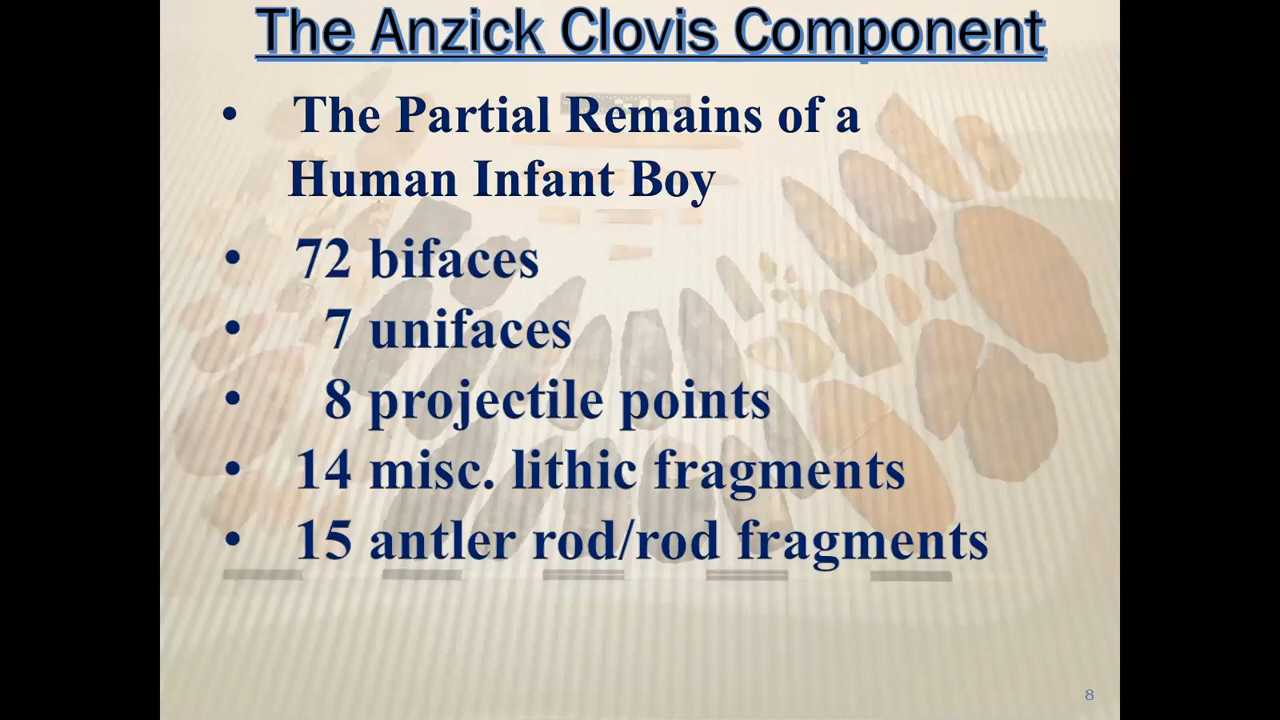 The Anzick Clovis Component
• The Partial Remains of a
Human Infant Boy
• 72 bifaces
• 7 unifaces
• 8 projectile points
• 14 misc. lithic fragments
• 15 antler rod/rod fragments
8